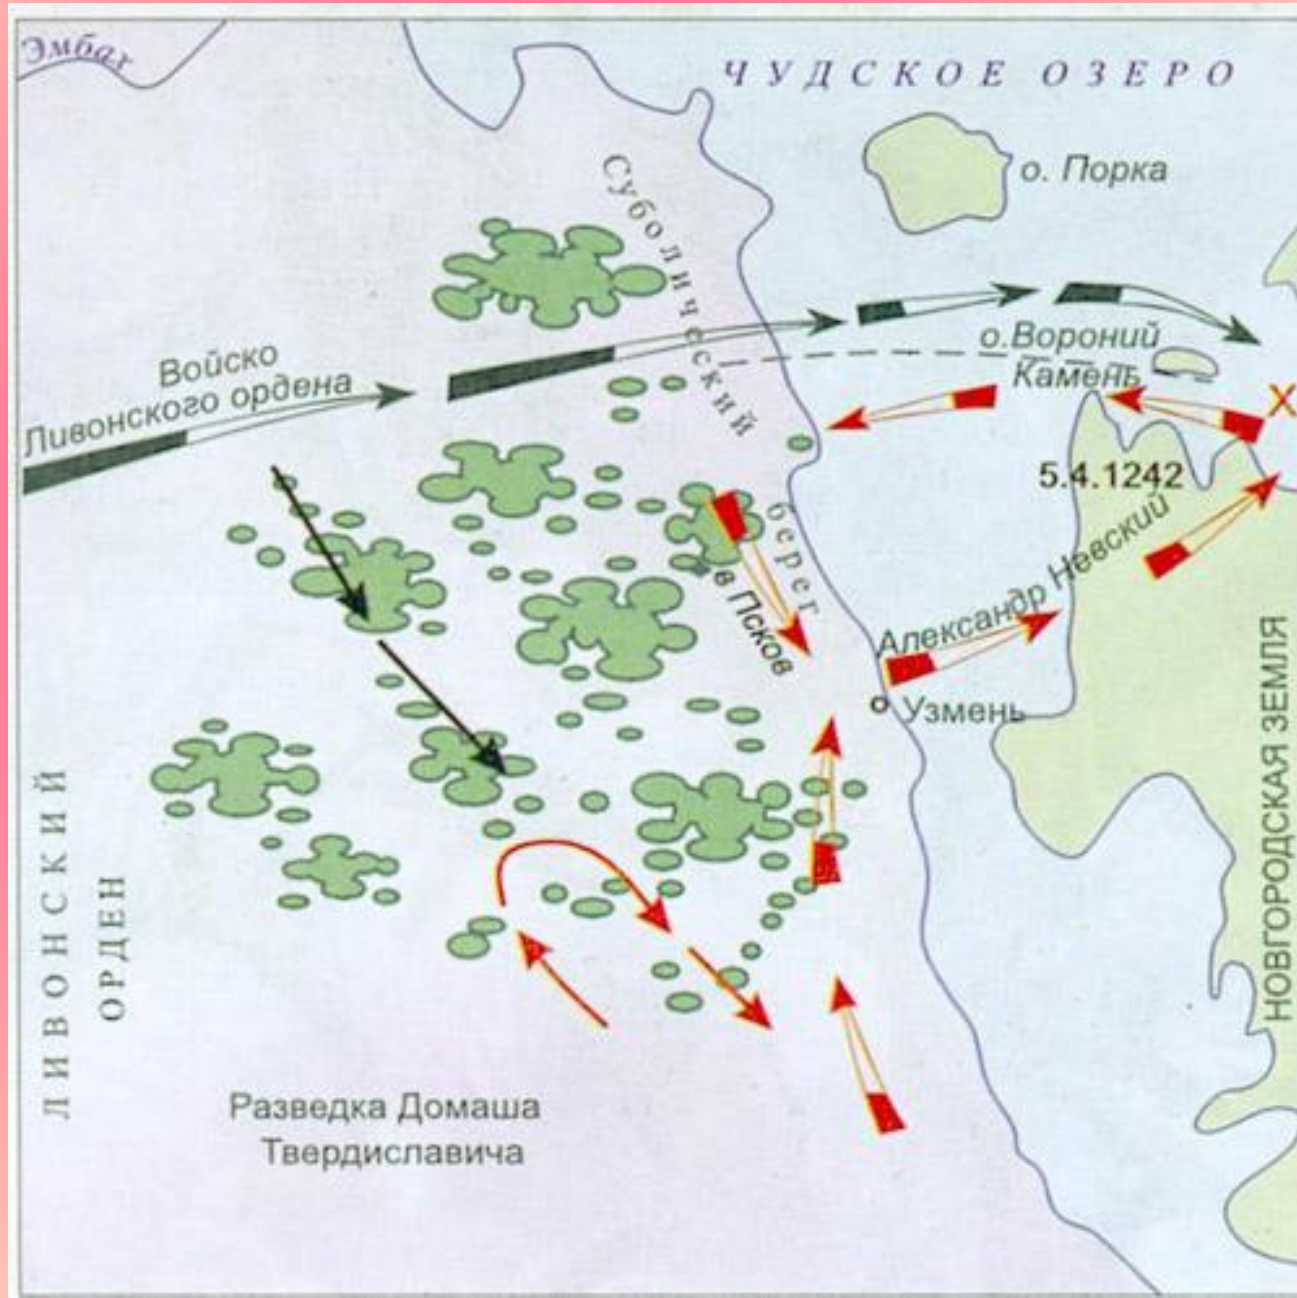 Эмбах
ЧУДСКОЕ ОЗЕРО
о. Порка
Суболический
берег
Войско
Ливонского ордена
о.Вороний
Камень
Х
5.4.1242
Александр Невский
в Псков
Узмень
ЛИВОНСКИЙ
ОРДЕН
НОВГОРОДСКАЯ ЗЕМЛЯ
Разведка Домаша
Твердиславича